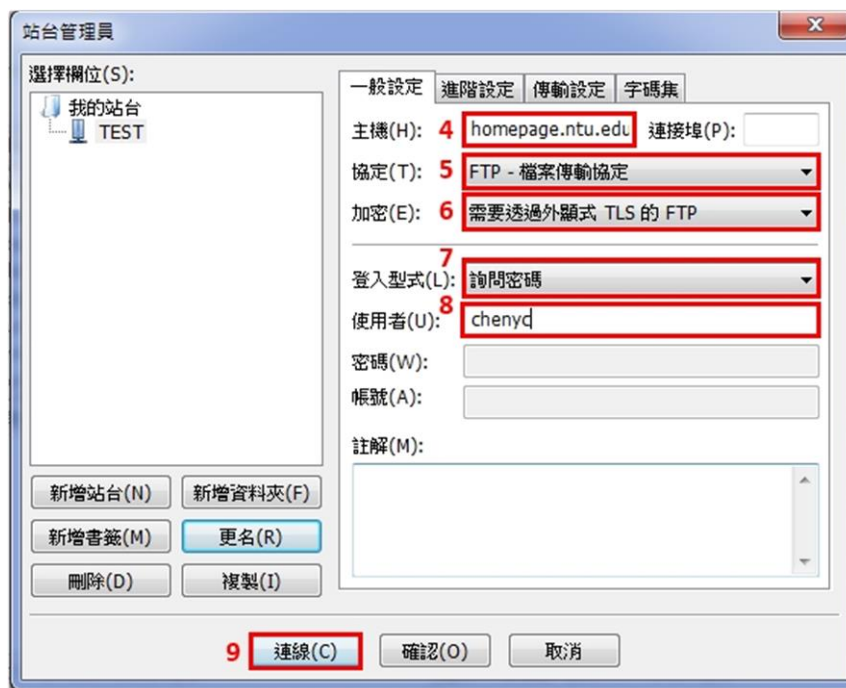 站台管理員
選擇欄位(S):
我的站台
TEST
新增站台(N) 新增資料夾(F)
新增書籤(M) 更名(R)
刪除(D) 複製(I)
一般設定 進階設定 傳輸設定 字碼集
主機(H): 4 homepage.ntu.edu 連接埠(P):
協定(T): 5 FTP - 檔案傳輸協定
加密(E): 6 需要透過外顯式 TLS 的 FTP
7
登入型式(L): 詢問密碼
8
使用者(U): chenyc
密碼(W):
帳號(A):
註解(M):
9 連線(C) 確認(O) 取消